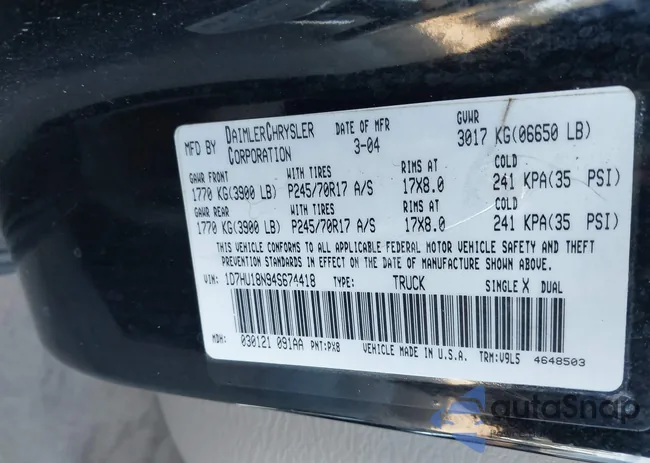 MFD BY DAIMLERCHRYSLER CORPORATION DATE OF MFR 3-04 GVWR 3017 KG(06650 LB)
GAWR FRONT WITH TIRES RIMS AT COLD
1770 KG(3900 LB) P245/70R17 A/S 17X8.0 241 KPA(35 PSI)
GAWR REAR WITH TIRES RIMS AT COLD
1770 KG(3900 LB) P245/70R17 A/S 17X8.0 241 KPA(35 PSI)
THIS VEHICLE CONFORMS TO ALL APPLICABLE FEDERAL MOTOR VEHICLE SAFETY AND THEFT
PREVENTION STANDARDS IN EFFECT ON THE DATE OF MANUFACTURE SHOWN ABOVE.
VIN: 1D7HU18N94S674418 TYPE: TRUCK SINGLE X DUAL
MDH: 030121 091AA PNT:PX8 VEHICLE MADE IN U.S.A. TRM:V9L5 4648503
autoSnap